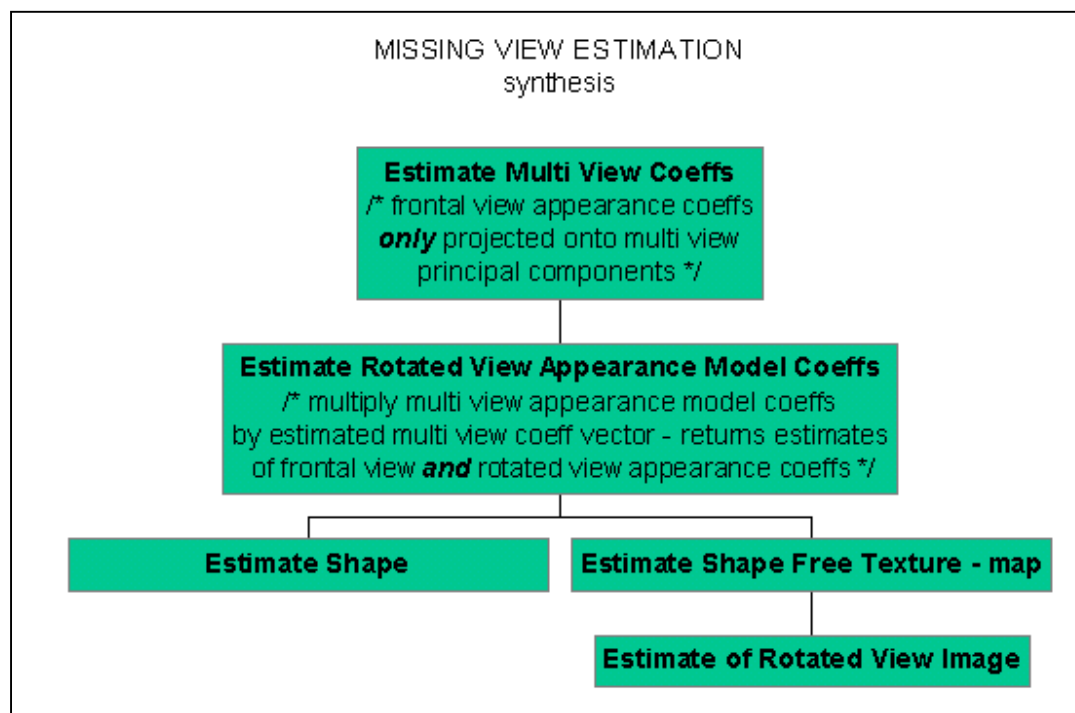 MISSING VIEW ESTIMATION
synthesis
Estimate Multi View Coeffs
/* frontal view appearance coeffs
only projected onto multi view
principal components */
Estimate Rotated View Appearance Model Coeffs
/* multiply multi view appearance model coeffs
by estimated multi view coeff vector - returns estimates
of frontal view and rotated view appearance coeffs */
Estimate Shape
Estimate Shape Free Texture - map
Estimate of Rotated View Image